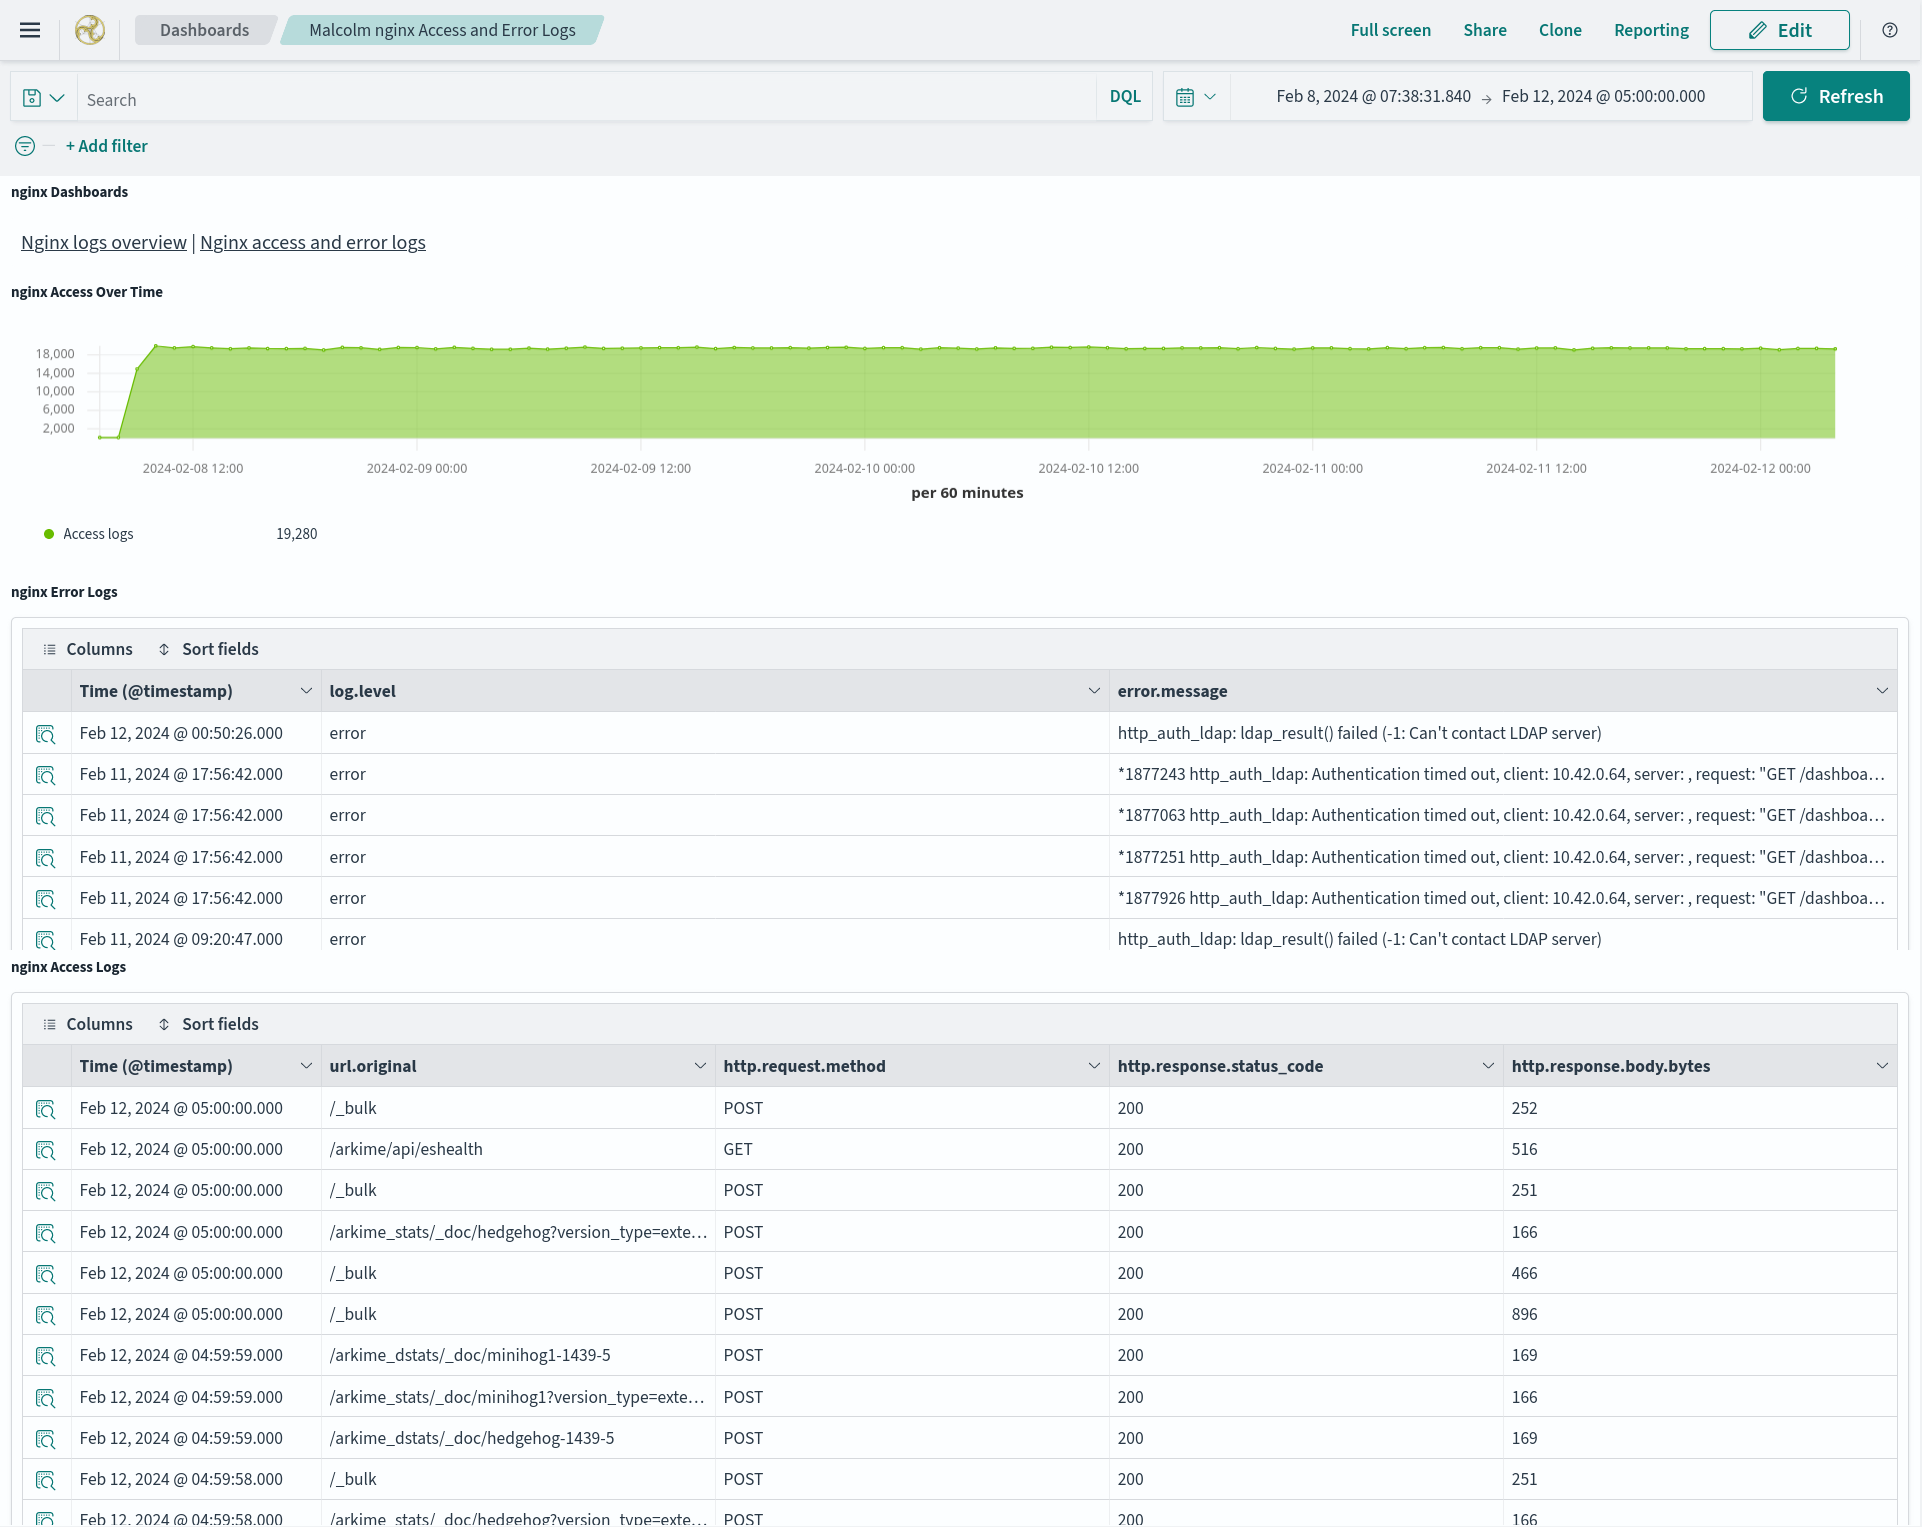 Dashboards Malcolm nginx Access and Error Logs Full screen Share Clone Reporting Edit
Search DQL Feb 8, 2024 @ 07:38:31.840 → Feb 12, 2024 @ 05:00:00.000 Refresh
+ Add filter
nginx Dashboards
Nginx logs overview | Nginx access and error logs
nginx Access Over Time
18,000
14,000
10,000
6,000
2,000
2024-02-08 12:00 2024-02-09 00:00 2024-02-09 12:00 2024-02-10 00:00 2024-02-10 12:00 2024-02-11 00:00 2024-02-11 12:00 2024-02-12 00:00
per 60 minutes
Access logs 19,280
nginx Error Logs
Columns Sort fields
Time (@timestamp) log.level error.message
Feb 12, 2024 @ 00:50:26.000 error http_auth_ldap: ldap_result() failed (-1: Can't contact LDAP server)
Feb 11, 2024 @ 17:56:42.000 error *1877243 http_auth_ldap: Authentication timed out, client: 10.42.0.64, server: , request: "GET /dashboa…
Feb 11, 2024 @ 17:56:42.000 error *1877063 http_auth_ldap: Authentication timed out, client: 10.42.0.64, server: , request: "GET /dashboa…
Feb 11, 2024 @ 17:56:42.000 error *1877251 http_auth_ldap: Authentication timed out, client: 10.42.0.64, server: , request: "GET /dashboa…
Feb 11, 2024 @ 17:56:42.000 error *1877926 http_auth_ldap: Authentication timed out, client: 10.42.0.64, server: , request: "GET /dashboa…
Feb 11, 2024 @ 09:20:47.000 error http_auth_ldap: ldap_result() failed (-1: Can't contact LDAP server)
nginx Access Logs
Columns Sort fields
Time (@timestamp) url.original http.request.method http.response.status_code http.response.body.bytes
Feb 12, 2024 @ 05:00:00.000 /_bulk POST 200 252
Feb 12, 2024 @ 05:00:00.000 /arkime/api/eshealth GET 200 516
Feb 12, 2024 @ 05:00:00.000 /_bulk POST 200 251
Feb 12, 2024 @ 05:00:00.000 /arkime_stats/_doc/hedgehog?version_type=exte… POST 200 166
Feb 12, 2024 @ 05:00:00.000 /_bulk POST 200 466
Feb 12, 2024 @ 05:00:00.000 /_bulk POST 200 896
Feb 12, 2024 @ 04:59:59.000 /arkime_dstats/_doc/minihog1-1439-5 POST 200 169
Feb 12, 2024 @ 04:59:59.000 /arkime_stats/_doc/minihog1?version_type=exte… POST 200 166
Feb 12, 2024 @ 04:59:59.000 /arkime_dstats/_doc/hedgehog-1439-5 POST 200 169
Feb 12, 2024 @ 04:59:58.000 /_bulk POST 200 251
Feb 12, 2024 @ 04:59:58.000 /arkime_stats/_doc/hedgehog?version_type=exte… POST 200 166